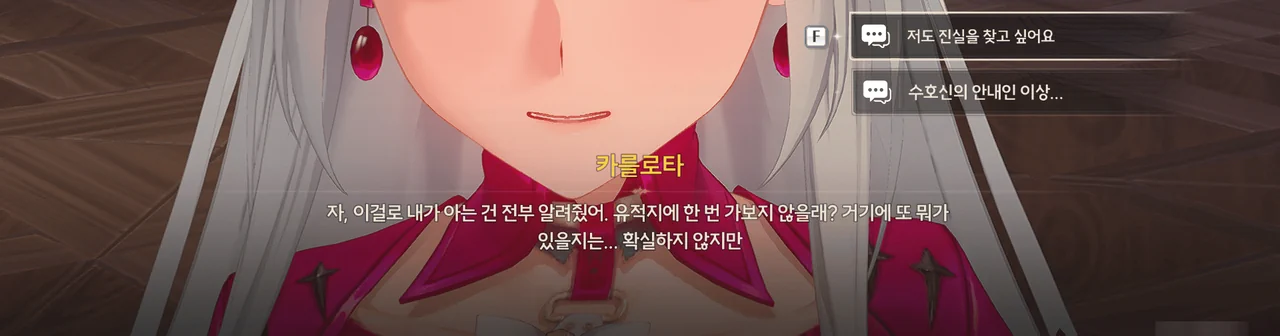 F
저도 진실을 찾고 싶어요
수호신의 안내인 이상...
카를로타
자, 이걸로 내가 아는 건 전부 알려줬어. 유적지에 한 번 가보지 않을래? 거기에 또 뭐가
있을지는... 확실하지 않지만